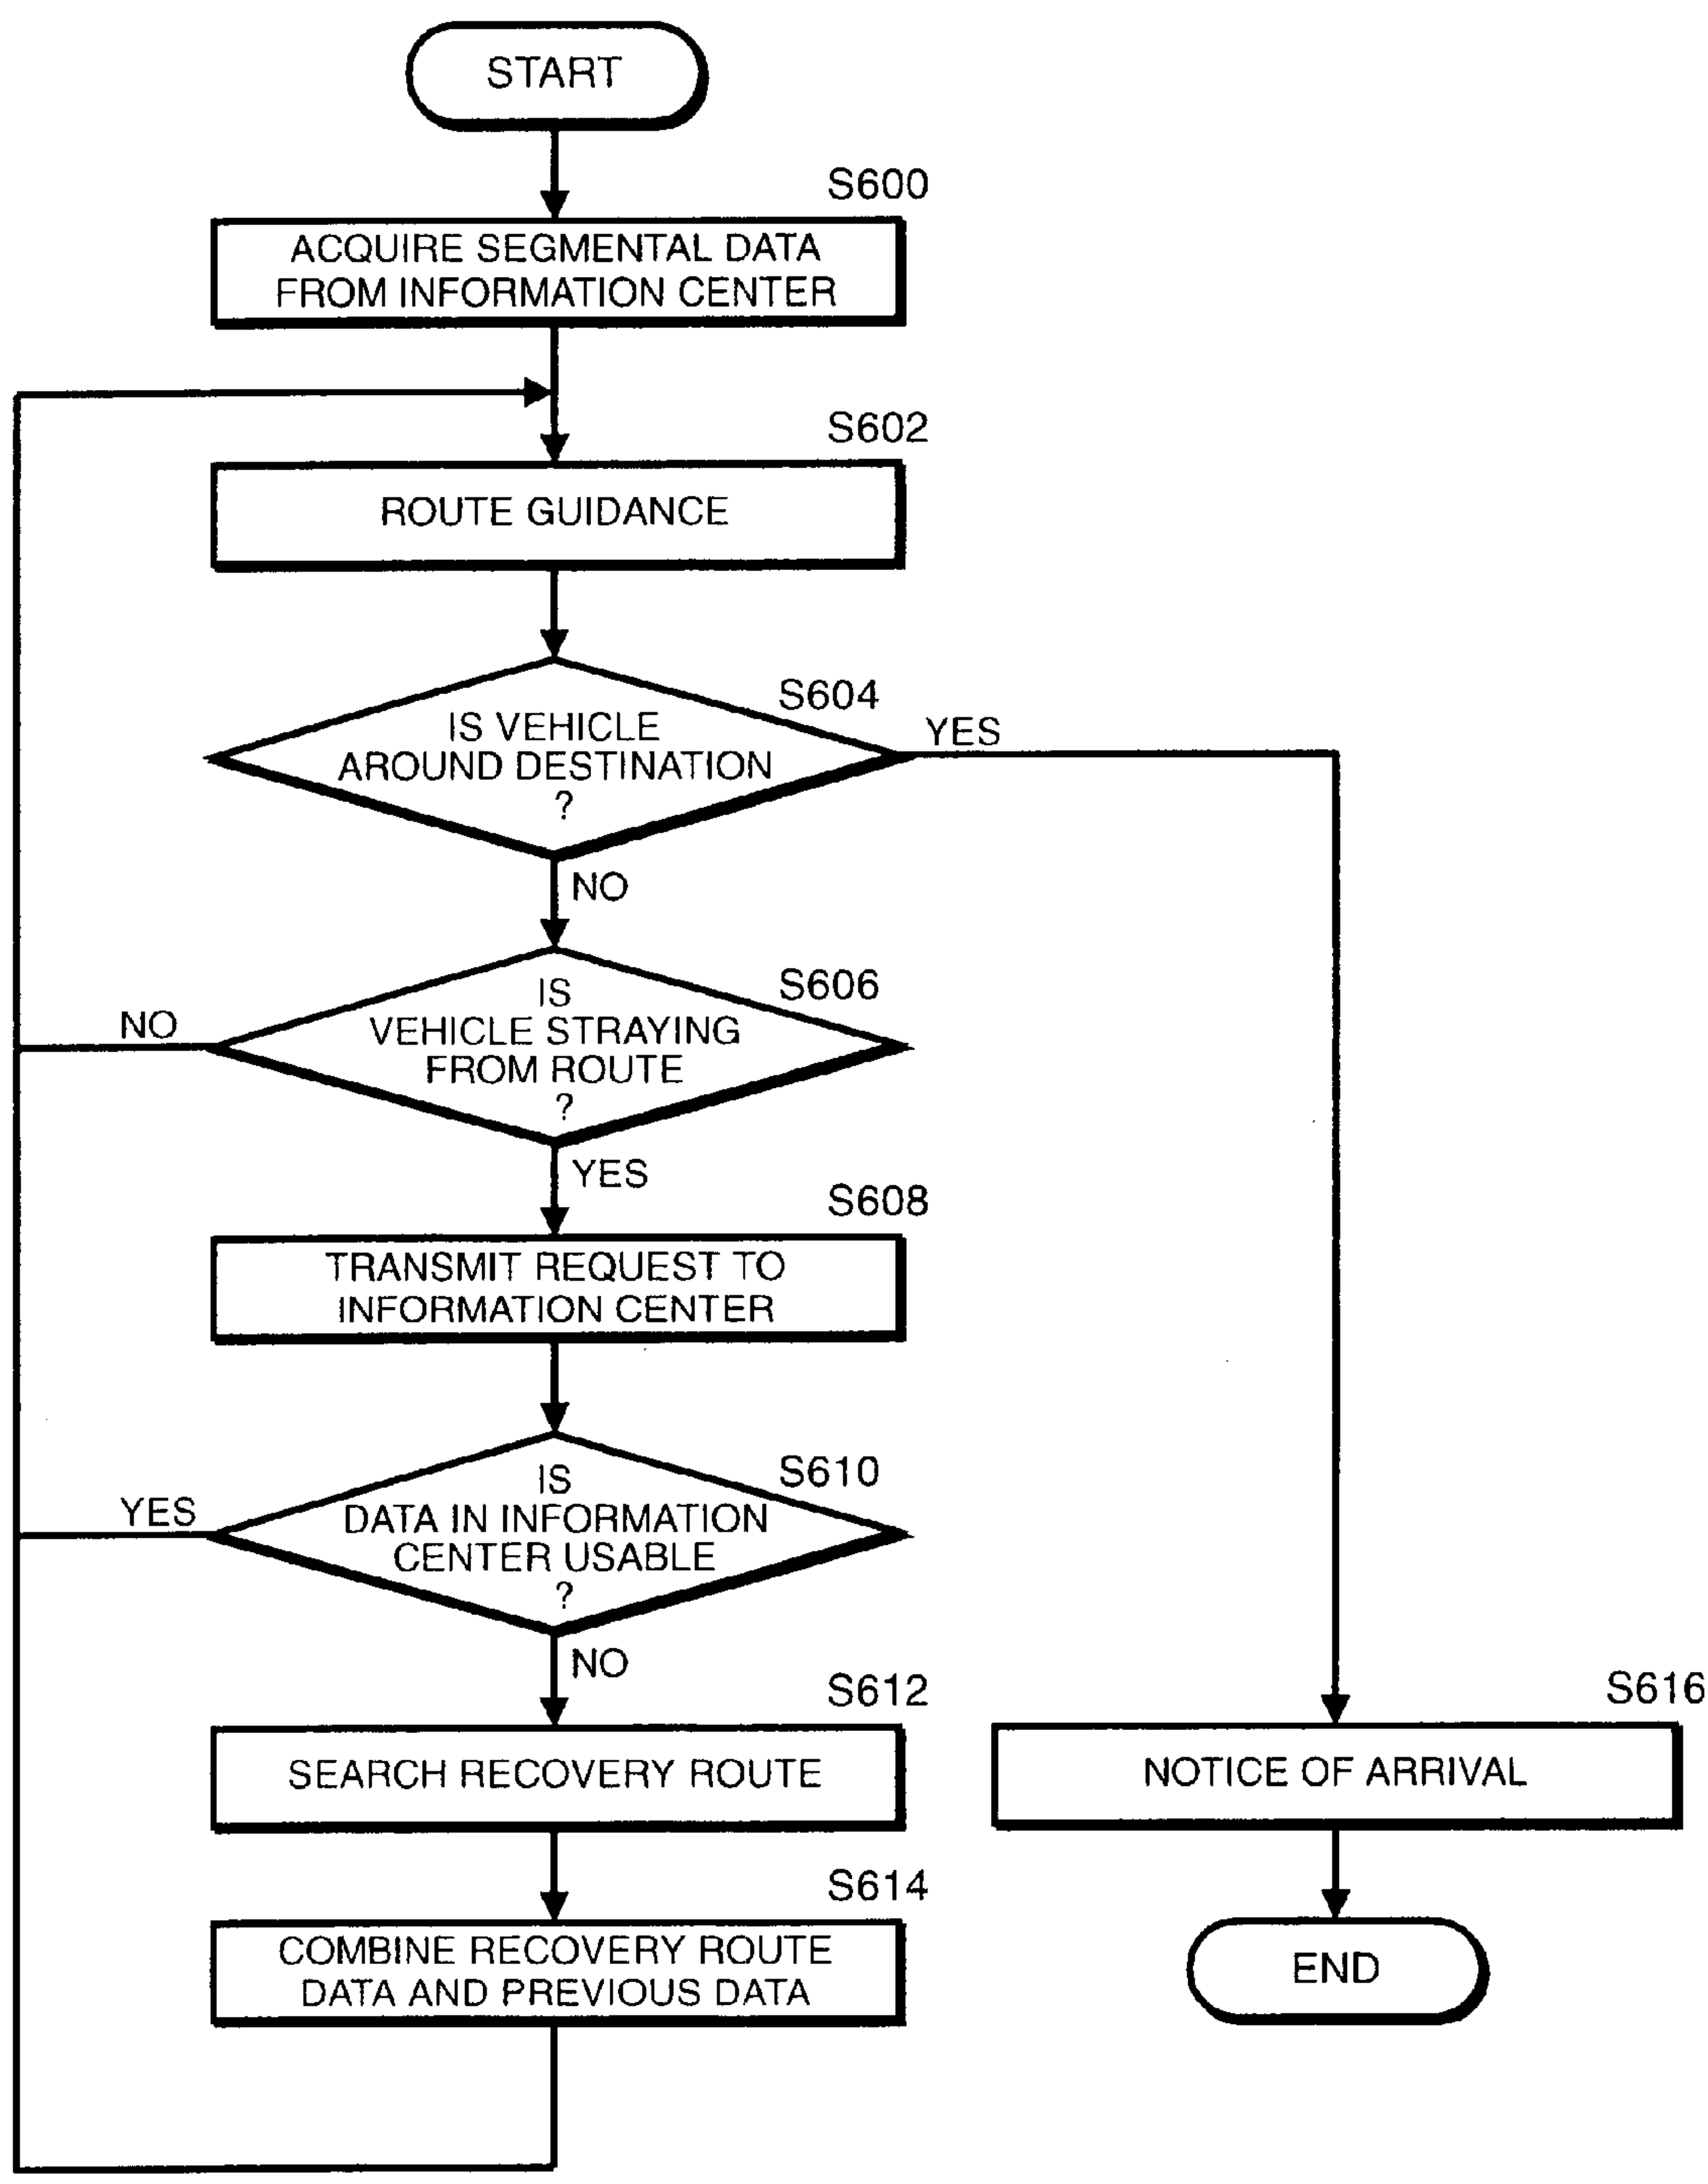 START
S600
ACQUIRE SEGMENTAL DATA
FROM INFORMATION CENTER
S602
ROUTE GUIDANCE
S604
IS VEHICLE
AROUND DESTINATION
?
YES
NO
S606
IS
VEHICLE STRAYING
FROM ROUTE
?
NO
YES
S608
TRANSMIT REQUEST TO
INFORMATION CENTER
S610
IS
DATA IN INFORMATION
CENTER USABLE
?
YES
NO
S612
SEARCH RECOVERY ROUTE
S614
COMBINE RECOVERY ROUTE
DATA AND PREVIOUS DATA
S616
NOTICE OF ARRIVAL
END